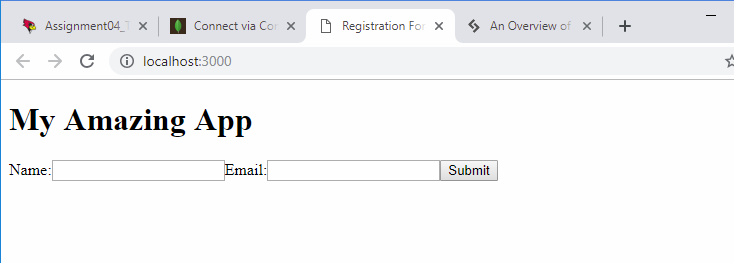 Assignment04_T
Connect via Cor
Registration For
An Overview of
localhost:3000
My Amazing App
Name:
Email:
Submit